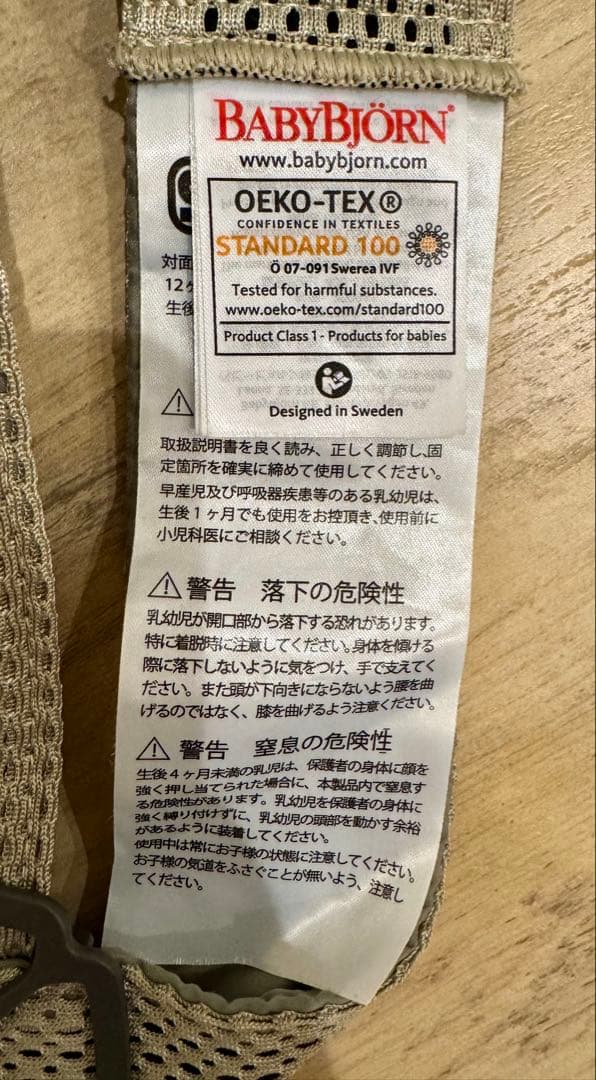 BABYBJÖRN®
www.babybjorn.com
OEKO-TEX®
CONFIDENCE IN TEXTILES
STANDARD 100
Ö 07-091 Swerea IVF
Tested for harmful substances.
www.oeko-tex.com/standard100
Product Class 1 - Products for babies
Designed in Sweden
対面
12ヶ
生後
取扱説明書を良く読み、正しく調節し、固
定箇所を確実に締めて使用してください。
早産児及び呼吸器疾患等のある乳幼児は、
生後1ヶ月でも使用をお控頂き、使用前に
小児科医にご相談ください。
⚠警告 落下の危険性
乳幼児が開口部から落下する恐れがあります。
特に着脱時に注意してください。身体を傾ける
際に落下しないように気をつけ、手で支えてく
ださい。また頭が下向きにならないよう腰を曲
げるのではなく、膝を曲げるよう注意ください。
⚠警告 窒息の危険性
生後4ヶ月未満の乳児は、保護者の身体に顔を
強く押し当てられた場合に、本製品内で窒息す
る危険性があります。乳幼児を保護者の身体に
強く縛り付けずに、乳幼児の頭部を動かす余裕
があるように装着してください。
使用中は常にお子様の状態に注意してください。
お子様の気道をふさぐことが無いよう、注意し
てください。